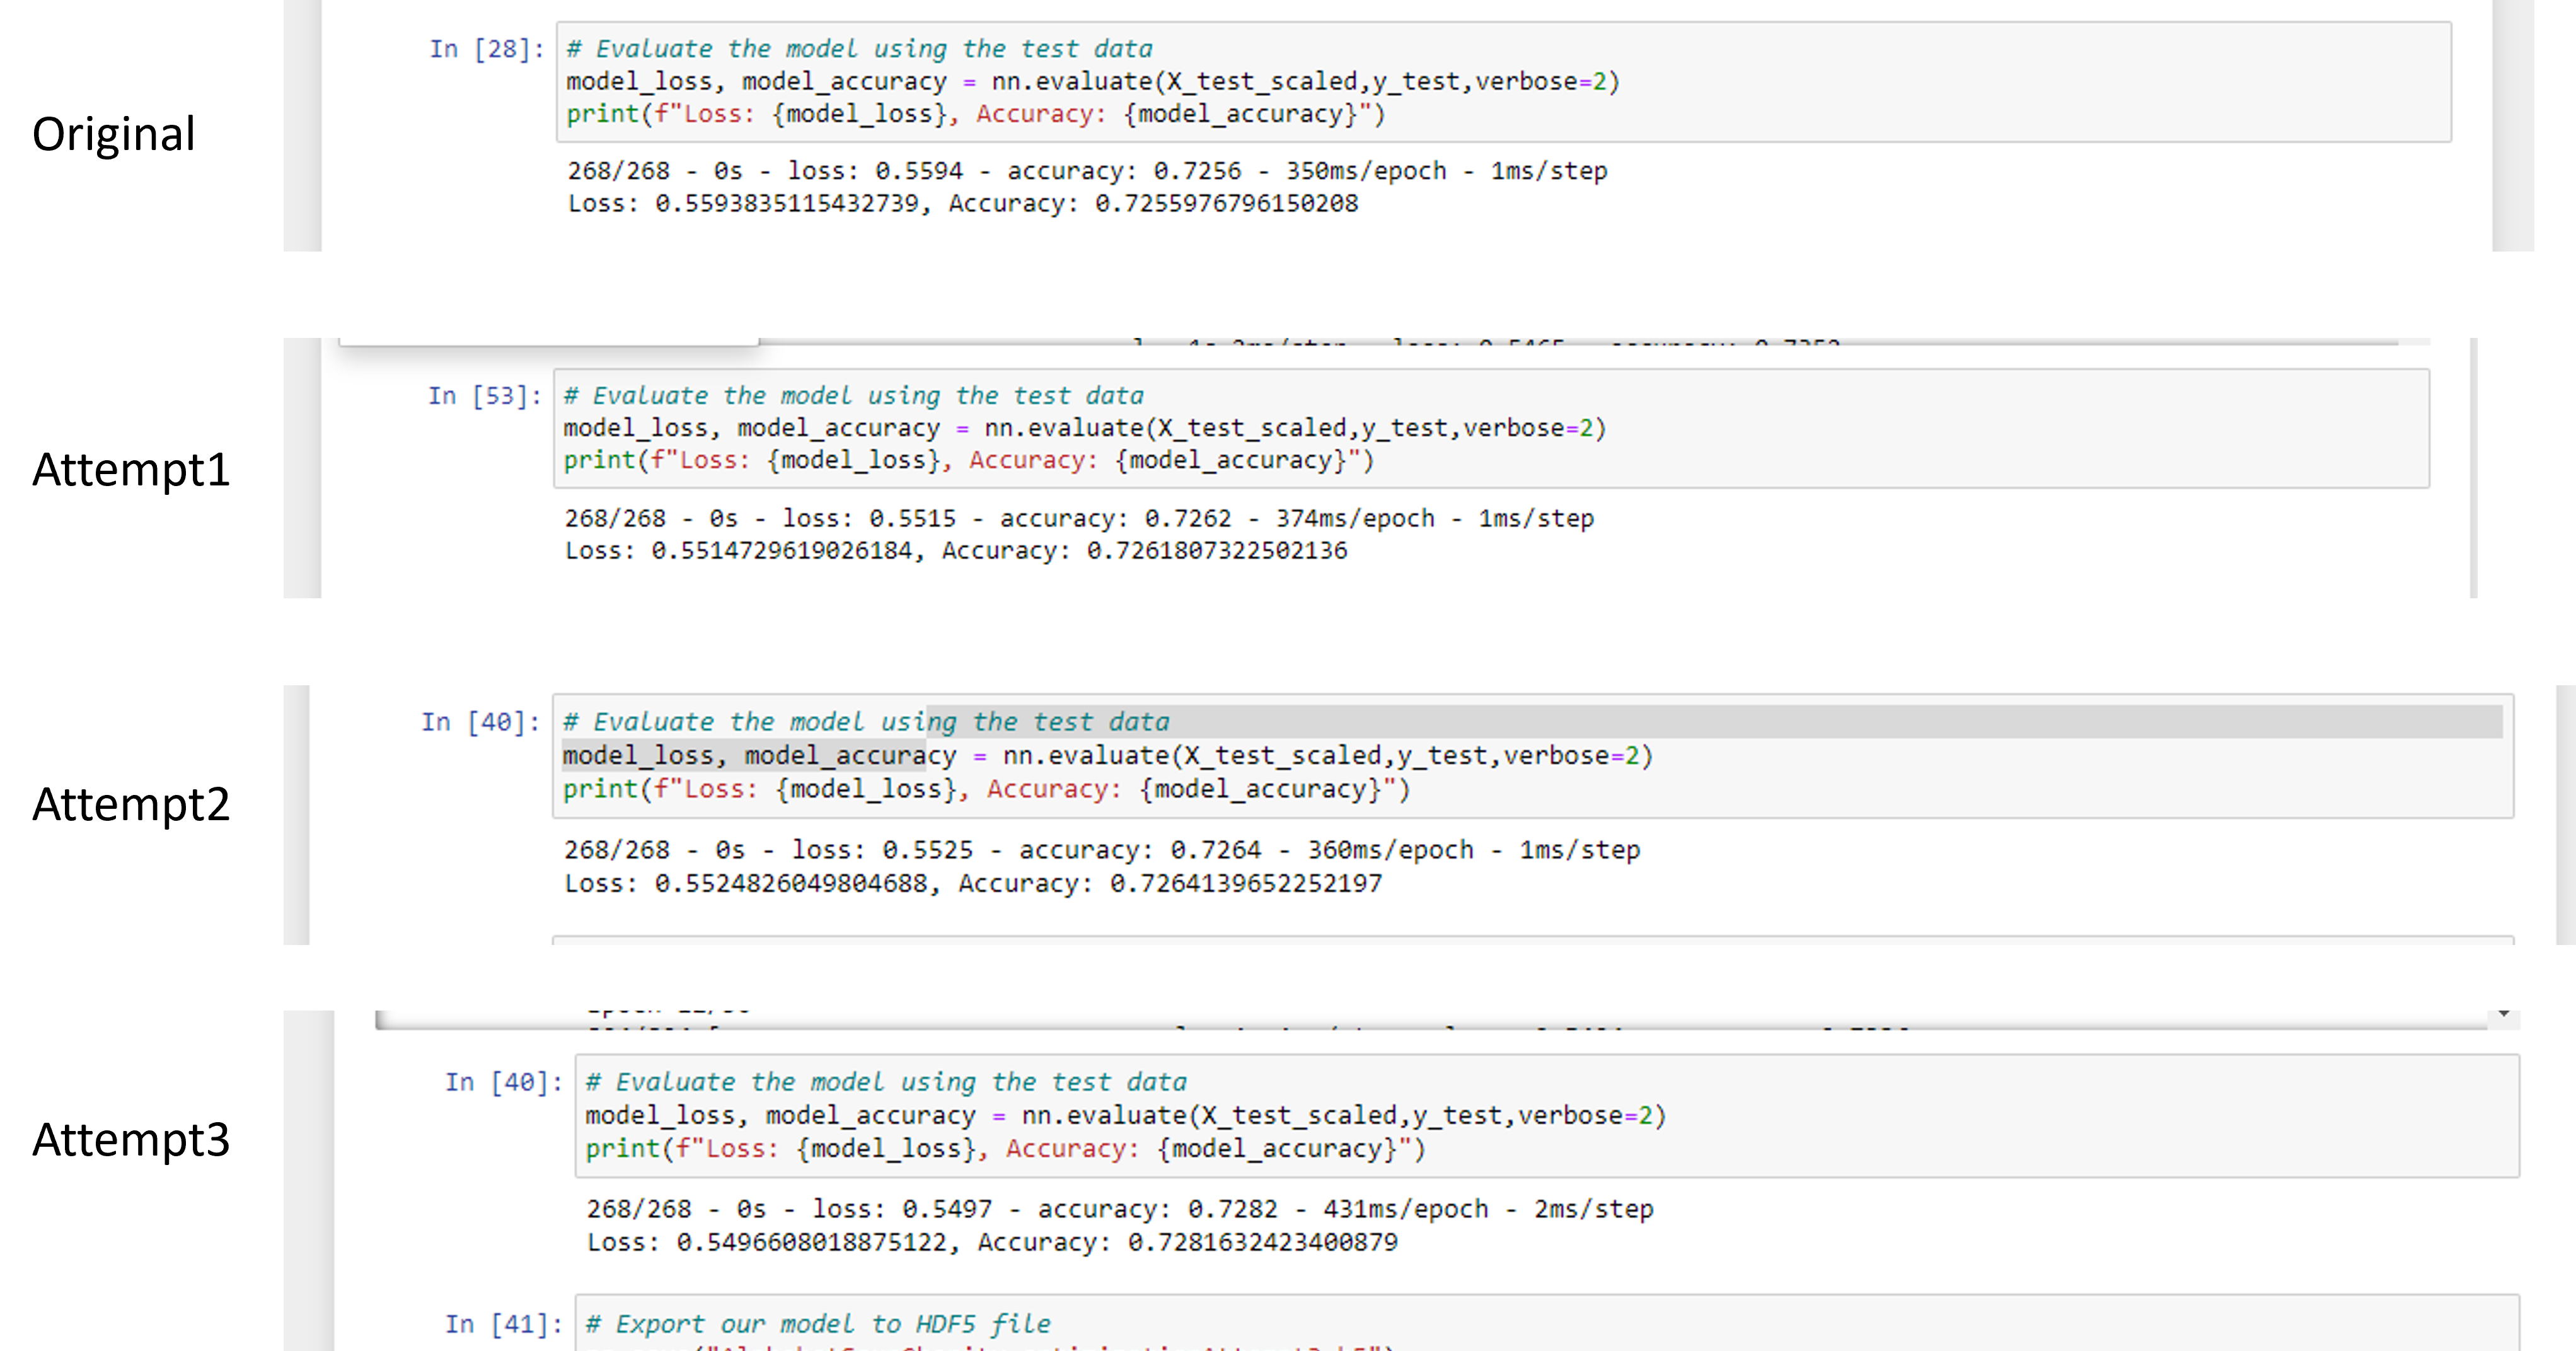 Original
In [28]:
# Evaluate the model using the test data
model_loss, model_accuracy = nn.evaluate(X_test_scaled,y_test,verbose=2)
print(f"Loss: {model_loss}, Accuracy: {model_accuracy}")
268/268 - 0s - loss: 0.5594 - accuracy: 0.7256 - 350ms/epoch - 1ms/step
Loss: 0.5593835115432739, Accuracy: 0.7255976796150208
Attempt1
In [53]:
# Evaluate the model using the test data
model_loss, model_accuracy = nn.evaluate(X_test_scaled,y_test,verbose=2)
print(f"Loss: {model_loss}, Accuracy: {model_accuracy}")
268/268 - 0s - loss: 0.5515 - accuracy: 0.7262 - 374ms/epoch - 1ms/step
Loss: 0.5514729619026184, Accuracy: 0.7261807322502136
Attempt2
In [40]:
# Evaluate the model using the test data
model_loss, model_accuracy = nn.evaluate(X_test_scaled,y_test,verbose=2)
print(f"Loss: {model_loss}, Accuracy: {model_accuracy}")
268/268 - 0s - loss: 0.5525 - accuracy: 0.7264 - 360ms/epoch - 1ms/step
Loss: 0.5524826049804688, Accuracy: 0.7264139652252197
Attempt3
In [40]:
# Evaluate the model using the test data
model_loss, model_accuracy = nn.evaluate(X_test_scaled,y_test,verbose=2)
print(f"Loss: {model_loss}, Accuracy: {model_accuracy}")
268/268 - 0s - loss: 0.5497 - accuracy: 0.7282 - 431ms/epoch - 2ms/step
Loss: 0.5496608018875122, Accuracy: 0.7281632423400879
In [41]:
# Export our model to HDF5 file